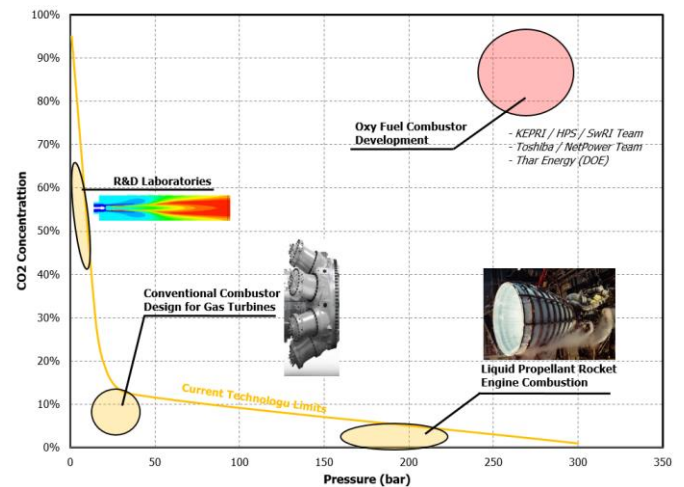 100%
90%
80%
70%
60%
50%
40%
30%
20%
10%
0%
CO2 Concentrattion
Oxy Fuel Combustor
Development
- KEPRI / HPS / SwRI Team
- Toshiba / NetPower Team
- Thar Energy (DOE)
R&D Laboratories
Conventional Combustor
Design for Gas Turbines
Liquid Propellant Rocket
Engine Combustion
Current Technologu Limits
0
50
100
150
200
250
300
350
Pressure (bar)